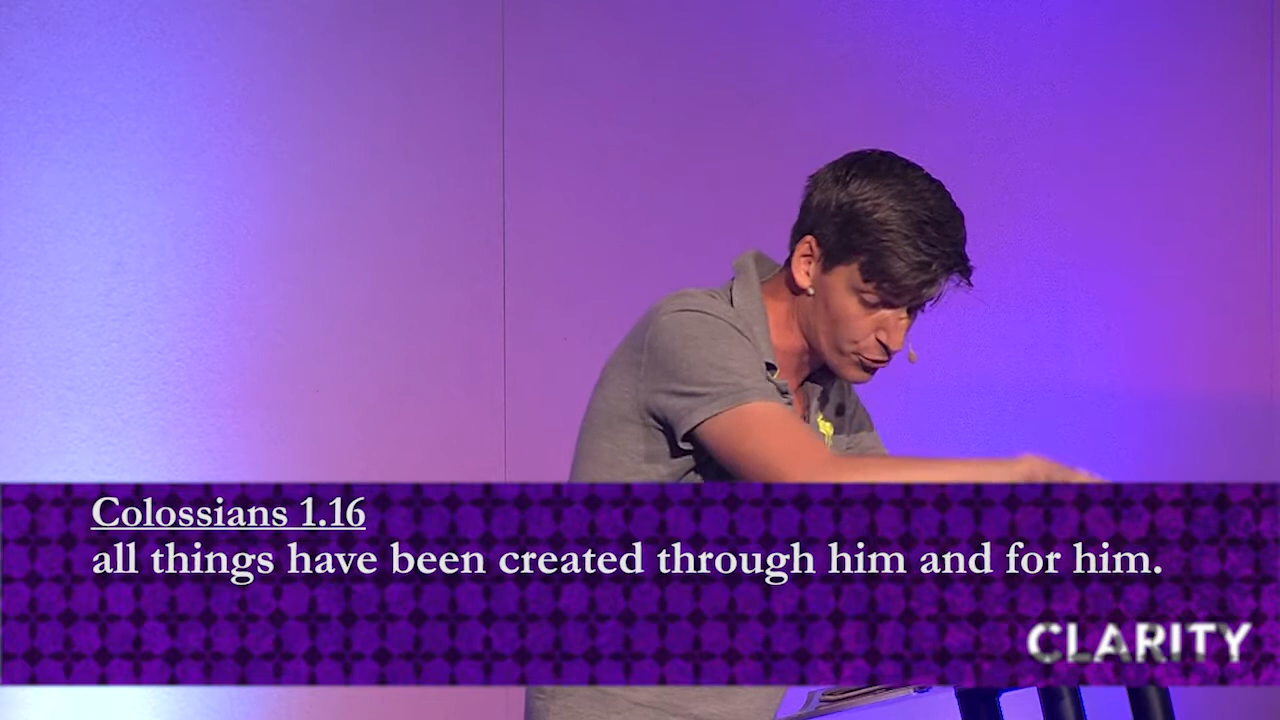 Colossians 1.16
all things have been created through him and for him.
CLARITY